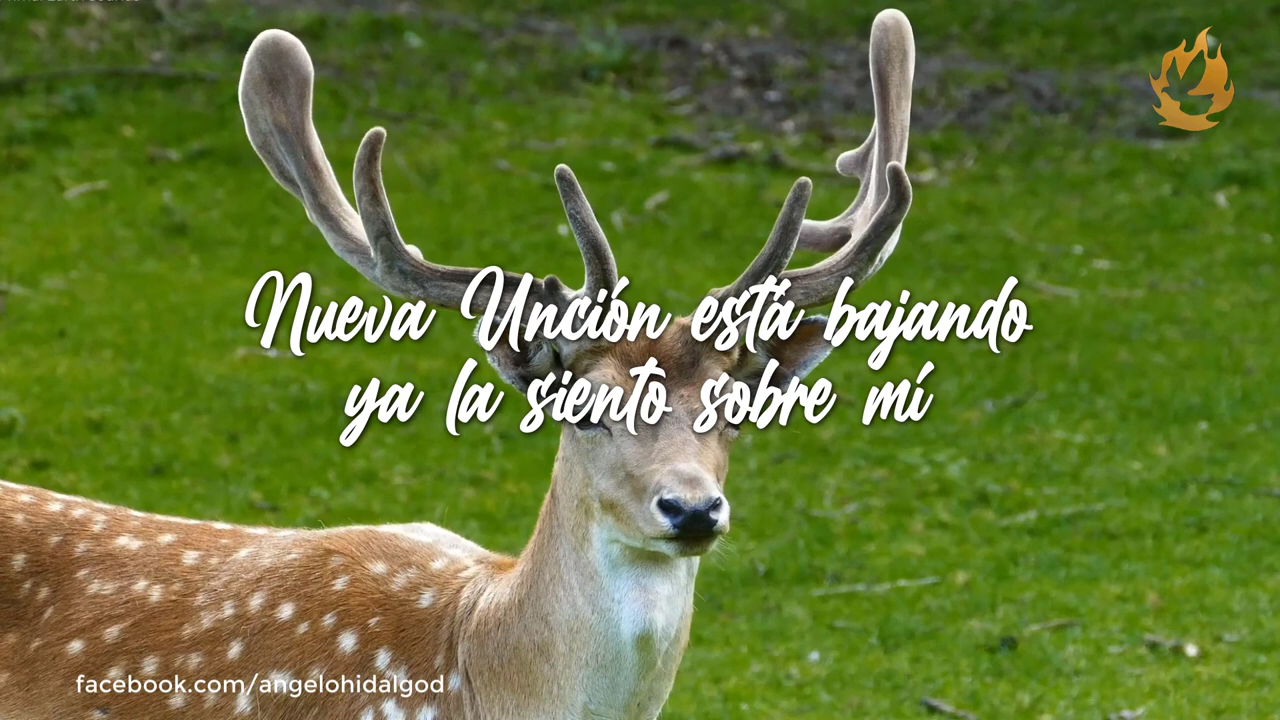 Nueva Unción está bajando
ya la siento sobre mí
facebook.com/angelohidalgod